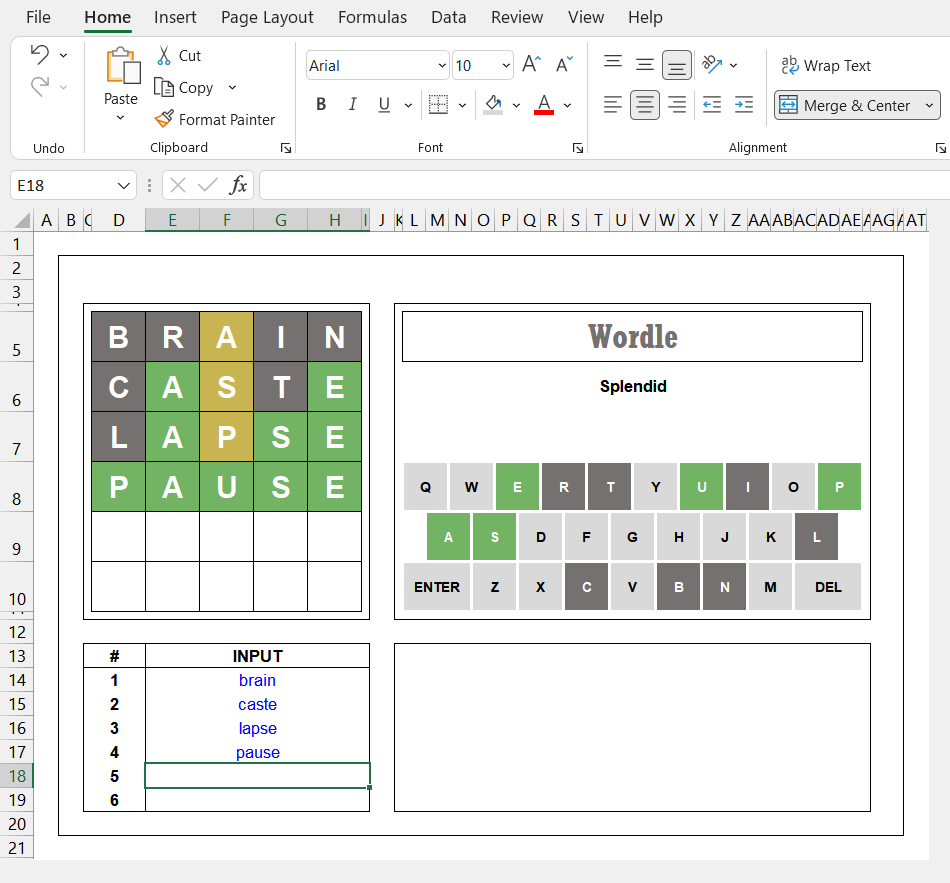 File Home Insert Page Layout Formulas Data Review View Help
Cut
Copy
Paste
Format Painter
Undo Clipboard
Arial 10 A A
B I U A
Font
ab Wrap Text
Merge & Center
Alignment
E18 fx
A B C D E F G H I J K L M N O P Q R S T U V W X Y Z AA AB AC AD AE AG AT
1
2
3
5 B R A I N
6 C A S T E
7 L A P S E
8 P A U S E
9
10
Wordle
Splendid
Q W E R T Y U I O P
A S D F G H J K L
ENTER Z X C V B N M DEL
12
13 # INPUT
14 1 brain
15 2 caste
16 3 lapse
17 4 pause
18 5
19 6
20
21